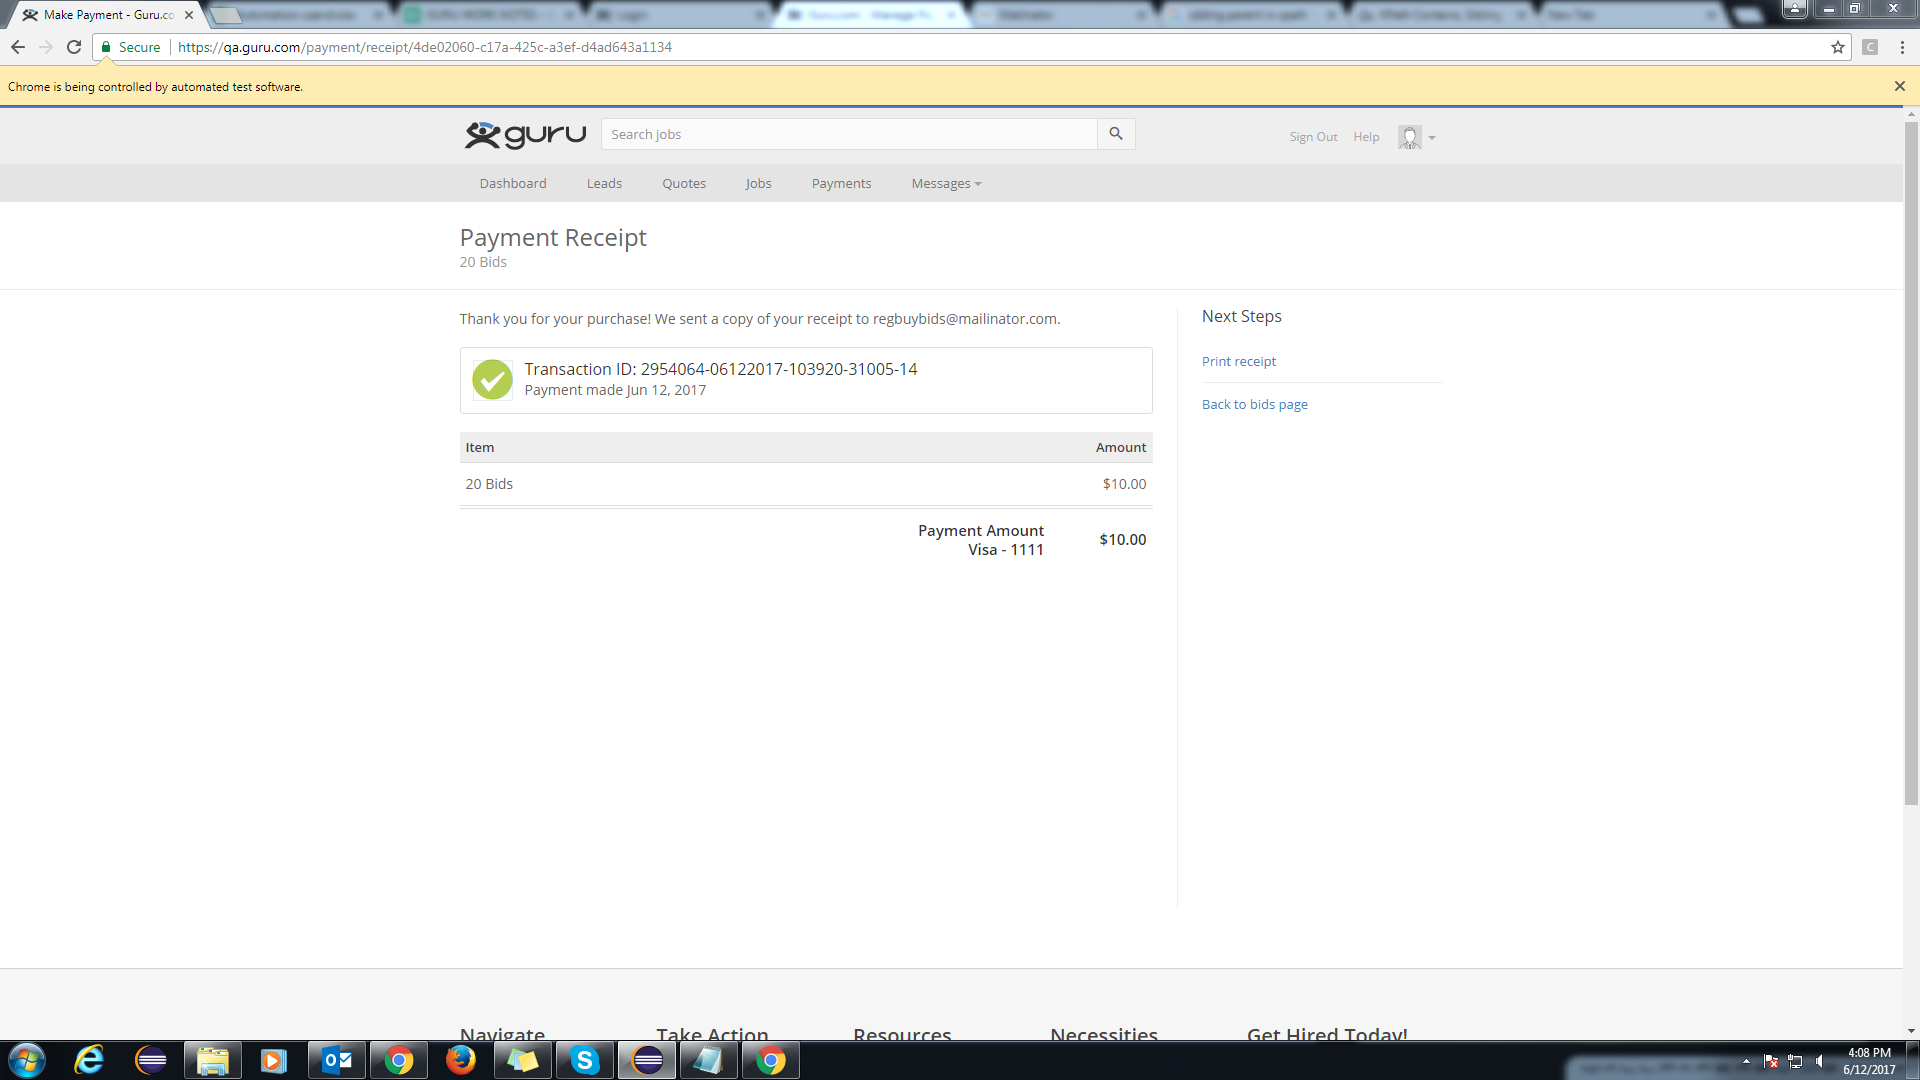 Make Payment - Guru.co
Login
Mailinator
New Tab
Secure
https://qa.guru.com/payment/receipt/4de02060-c17a-425c-a3ef-d4ad643a1134
C
Chrome is being controlled by automated test software.
guru
Search jobs
Sign Out
Help
Dashboard
Leads
Quotes
Jobs
Payments
Messages
Payment Receipt
20 Bids
Thank you for your purchase! We sent a copy of your receipt to regbuybids@mailinator.com.
Transaction ID: 2954064-06122017-103920-31005-14
Payment made Jun 12, 2017
Item Amount
20 Bids $10.00
Payment Amount
Visa - 1111
$10.00
Next Steps
Print receipt
Back to bids page
Navigate
Take Action
Resources
Necessities
Get Hired Today!
4:08 PM
6/12/2017